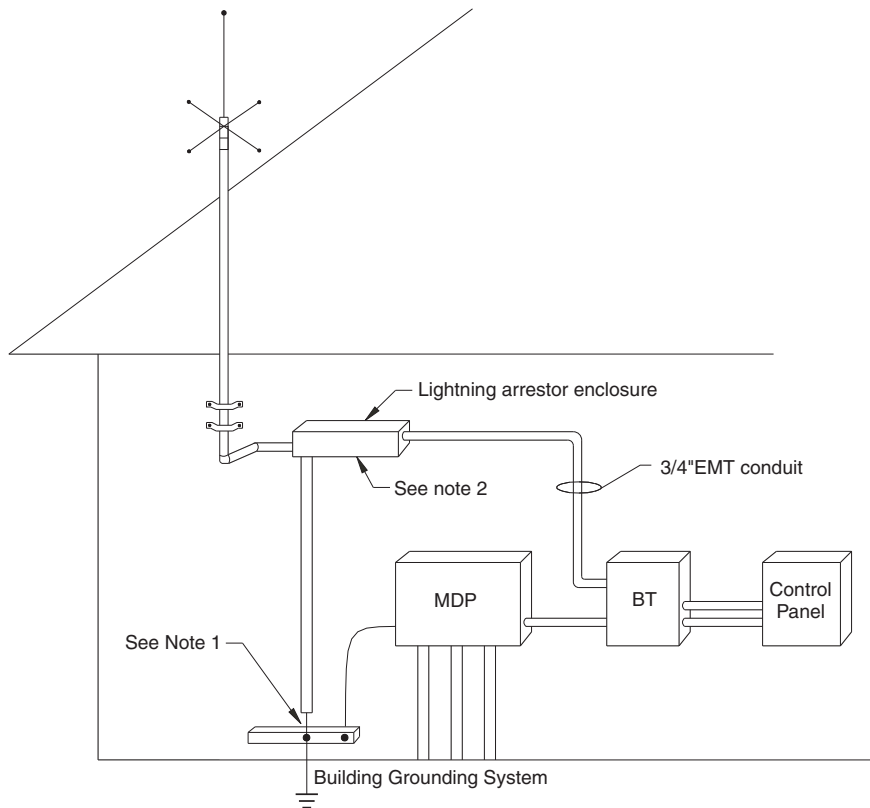 Lightning arrestor enclosure
3/4"EMT conduit
See note 2
MDP
BT
Control
Panel
See Note 1
Building Grounding System